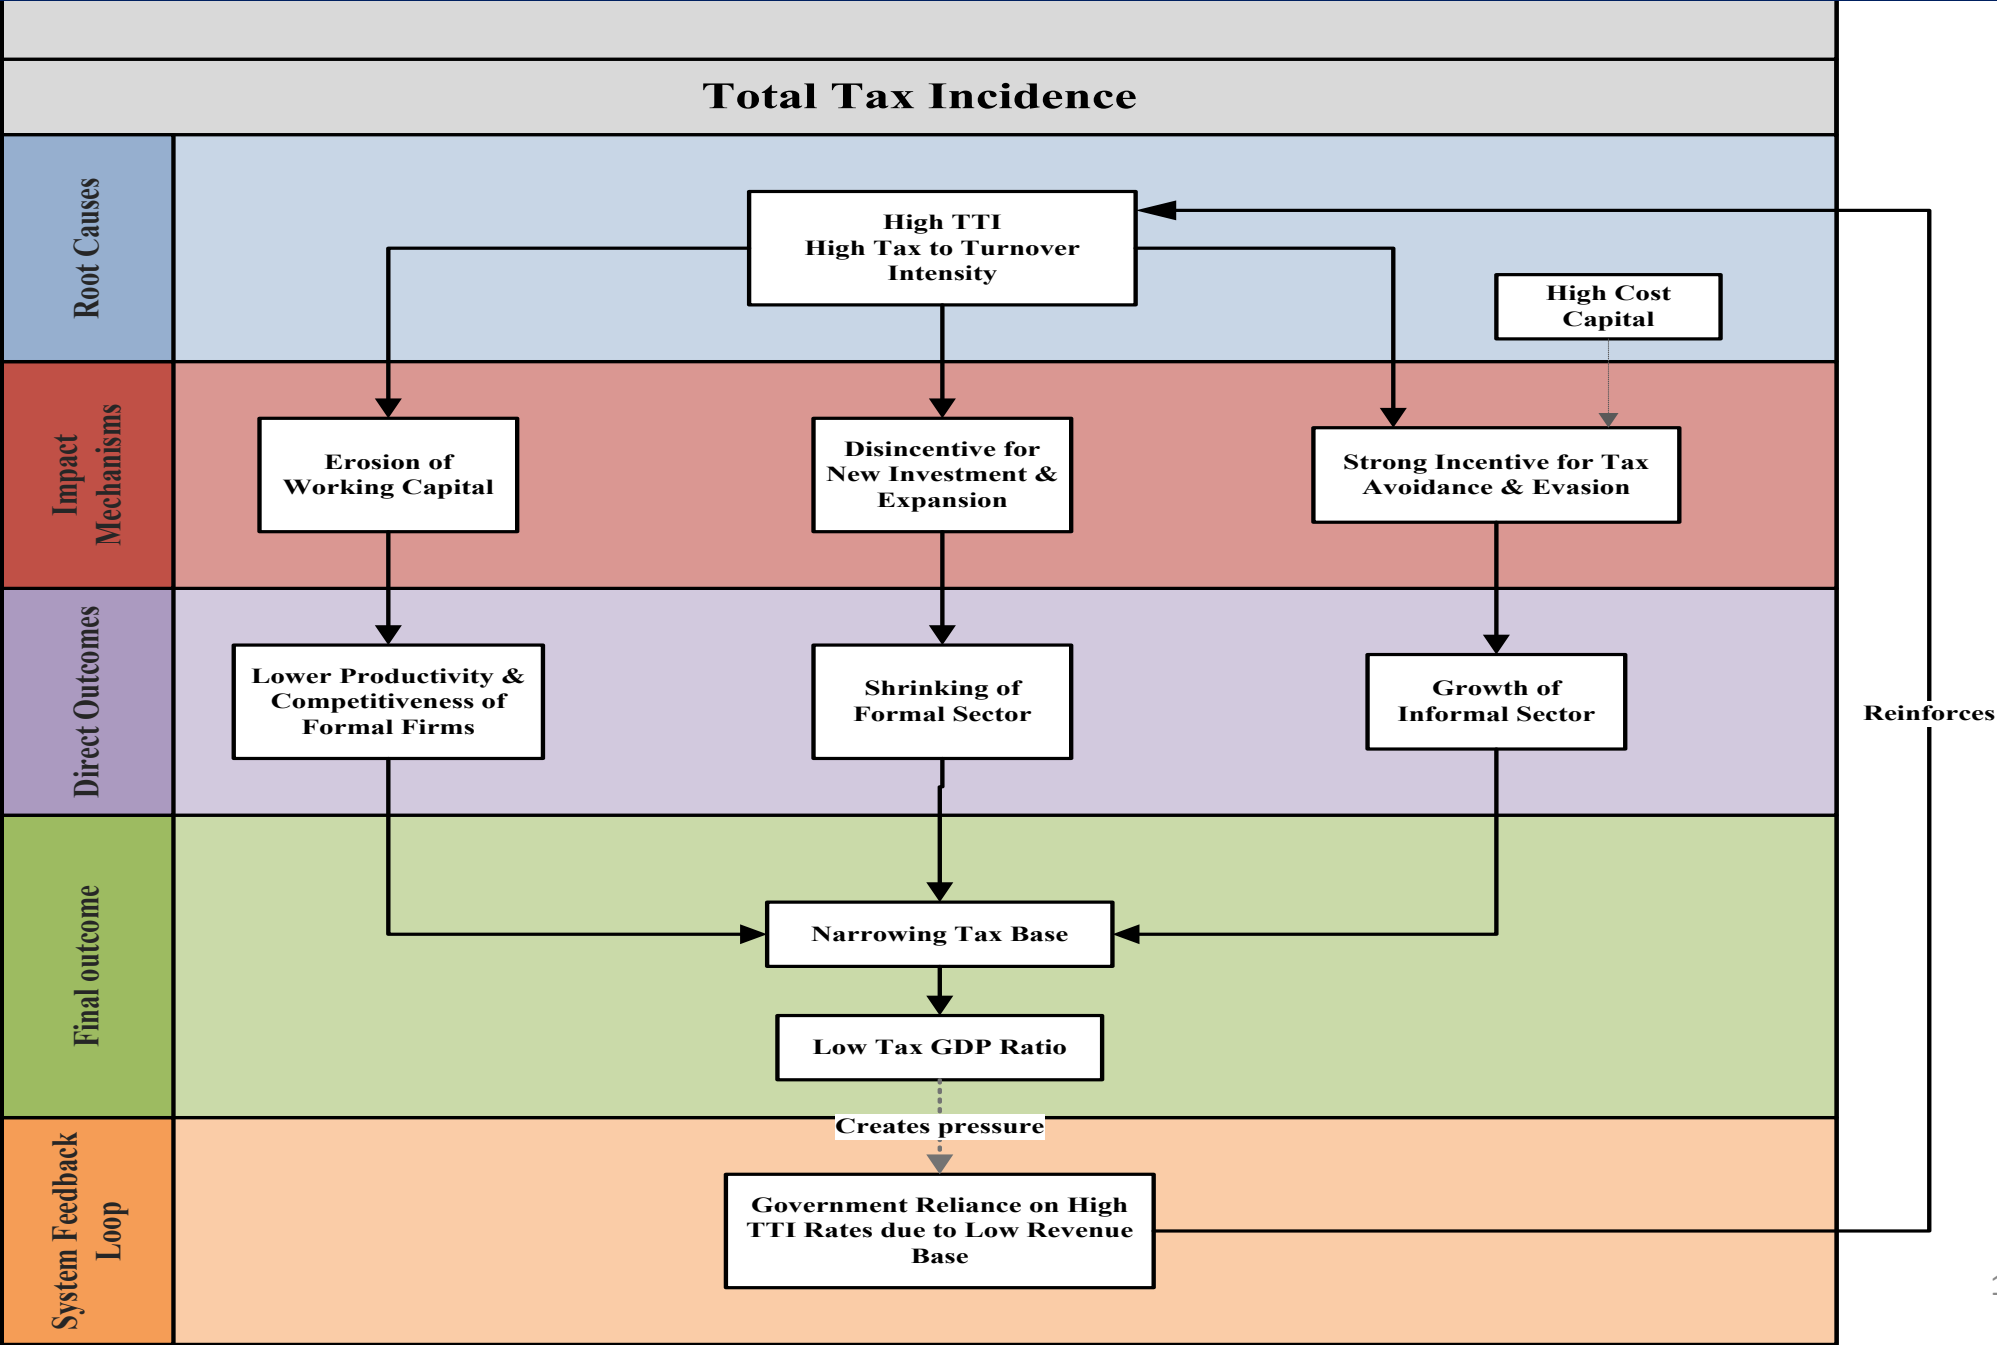 Total Tax Incidence
Root Causes
High TTI
High Tax to Turnover
Intensity
High Cost
Capital
Impact
Mechanisms
Erosion of
Working Capital
Disincentive for
New Investment &
Expansion
Strong Incentive for Tax
Avoidance & Evasion
Direct Outcomes
Lower Productivity &
Competitiveness of
Formal Firms
Shrinking of
Formal Sector
Growth of
Informal Sector
Reinforces
Final outcome
Narrowing Tax Base
Low Tax GDP Ratio
Creates pressure
System Feedback
Loop
Government Reliance on High
TTI Rates due to Low Revenue
Base